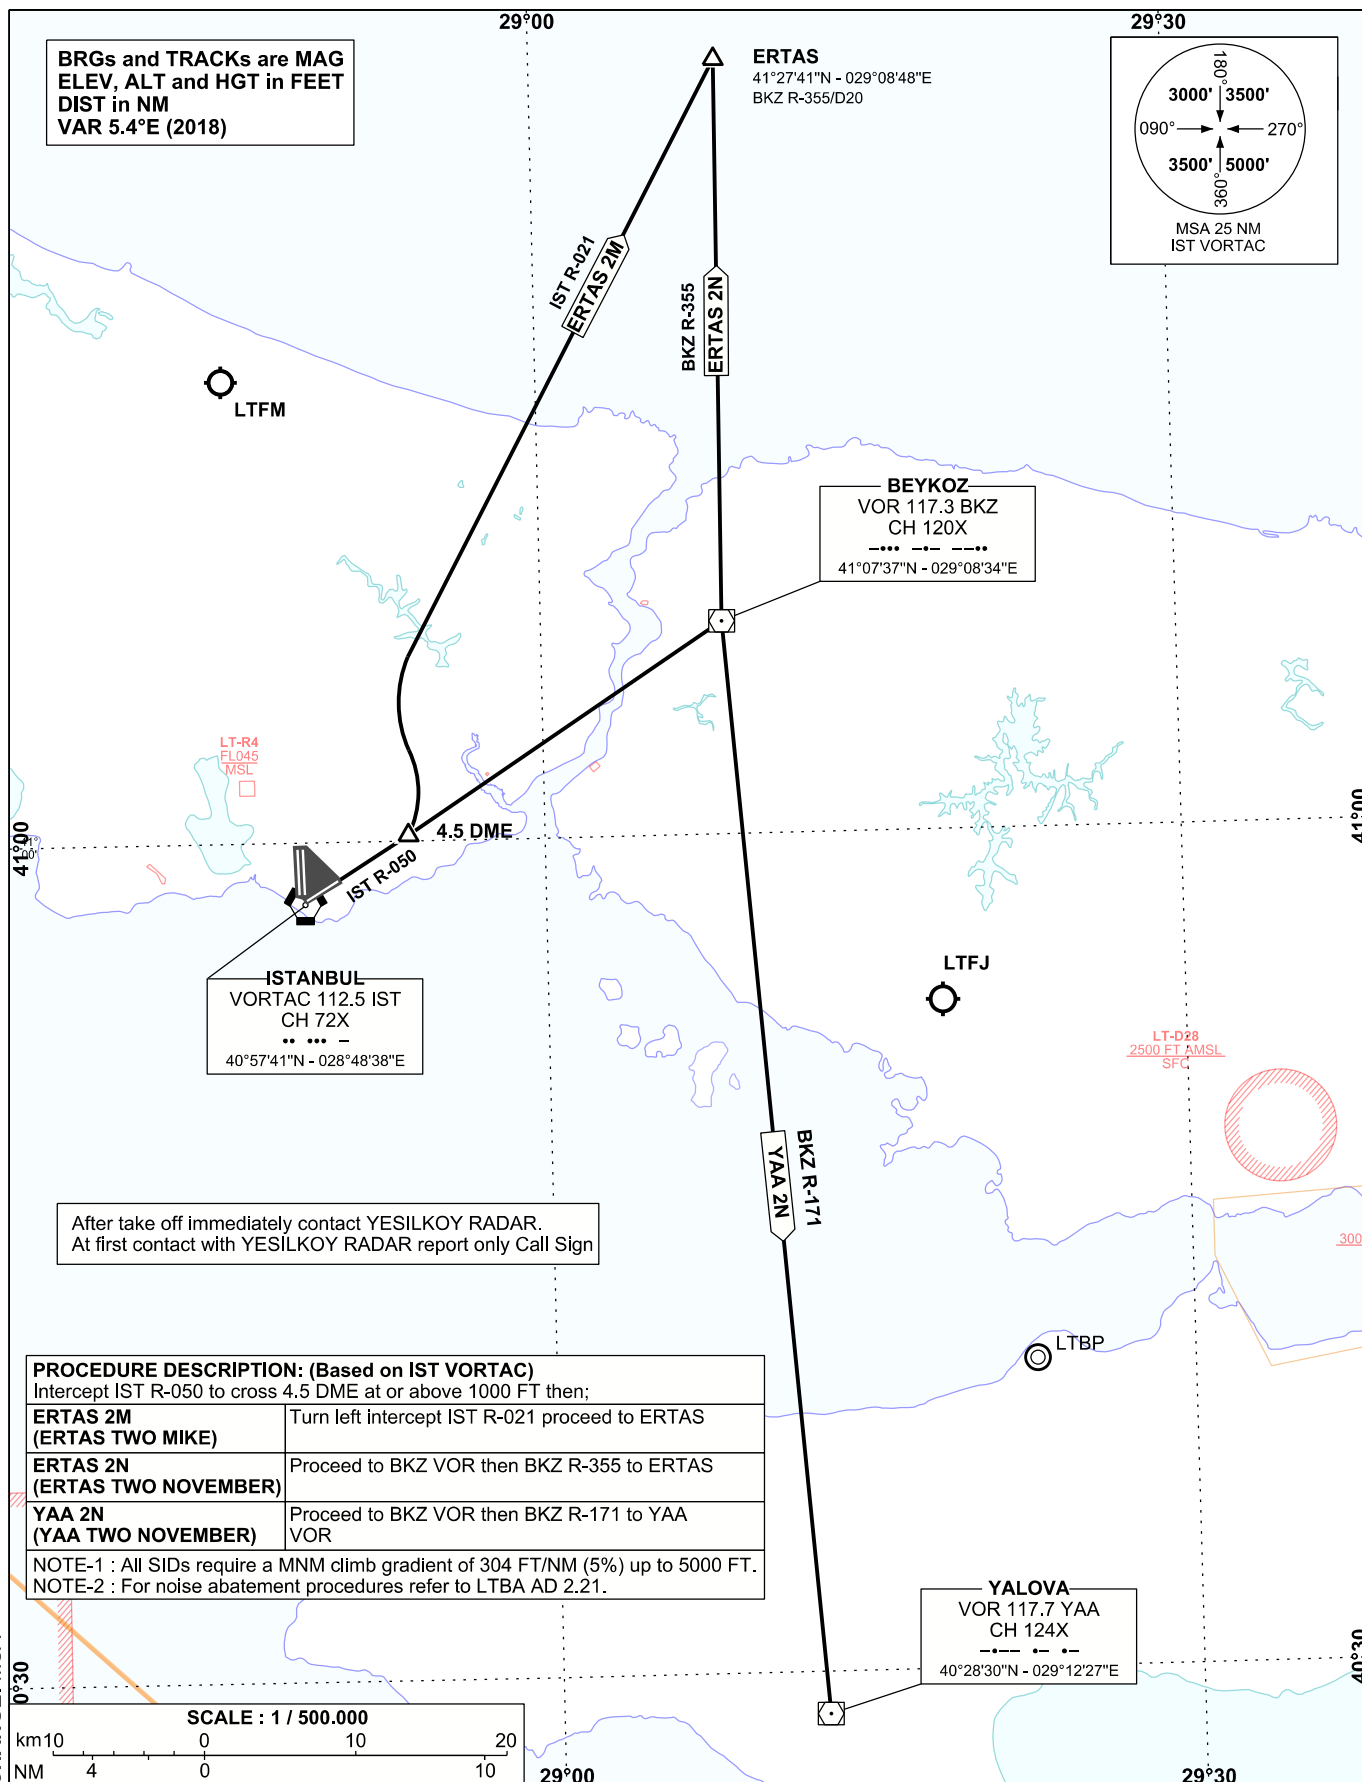 29°00
29°30
BRGs and TRACKs are MAG
ELEV, ALT and HGT in FEET
DIST in NM
VAR 5.4°E (2018)
ERTAS
41°27'41"N - 029°08'48"E
BKZ R-355/D20
180°
3000' 3500'
090° 270°
3500' 5000'
360°
MSA 25 NM
IST VORTAC
IST R-021
ERTAS 2M
BKZ R-355
ERTAS 2N
LTFM
BEYKOZ
VOR 117.3 BKZ
CH 120X
41°07'37"N - 029°08'34"E
LT-R4
FL045
MSL
41°00
41°
00'
41°00
4.5 DME
IST R-050
ISTANBUL
VORTAC 112.5 IST
CH 72X
40°57'41"N - 028°48'38"E
LTFJ
LT-D28
2500 FT AMSL
SFC
BKZ R-171
YAA 2N
After take off immediately contact YESILKOY RADAR.
At first contact with YESILKOY RADAR report only Call Sign
300
LTBP
PROCEDURE DESCRIPTION: (Based on IST VORTAC)
Intercept IST R-050 to cross 4.5 DME at or above 1000 FT then;
ERTAS 2M
(ERTAS TWO MIKE)
Turn left intercept IST R-021 proceed to ERTAS
ERTAS 2N
(ERTAS TWO NOVEMBER)
Proceed to BKZ VOR then BKZ R-355 to ERTAS
YAA 2N
(YAA TWO NOVEMBER)
Proceed to BKZ VOR then BKZ R-171 to YAA
VOR
NOTE-1 : All SIDs require a MNM climb gradient of 304 FT/NM (5%) up to 5000 FT.
NOTE-2 : For noise abatement procedures refer to LTBA AD 2.21.
YALOVA
VOR 117.7 YAA
CH 124X
40°28'30"N - 029°12'27"E
0°30
40°30
SCALE : 1 / 500.000
km10 0 10 20
NM 4 0 10
29°00
29°30